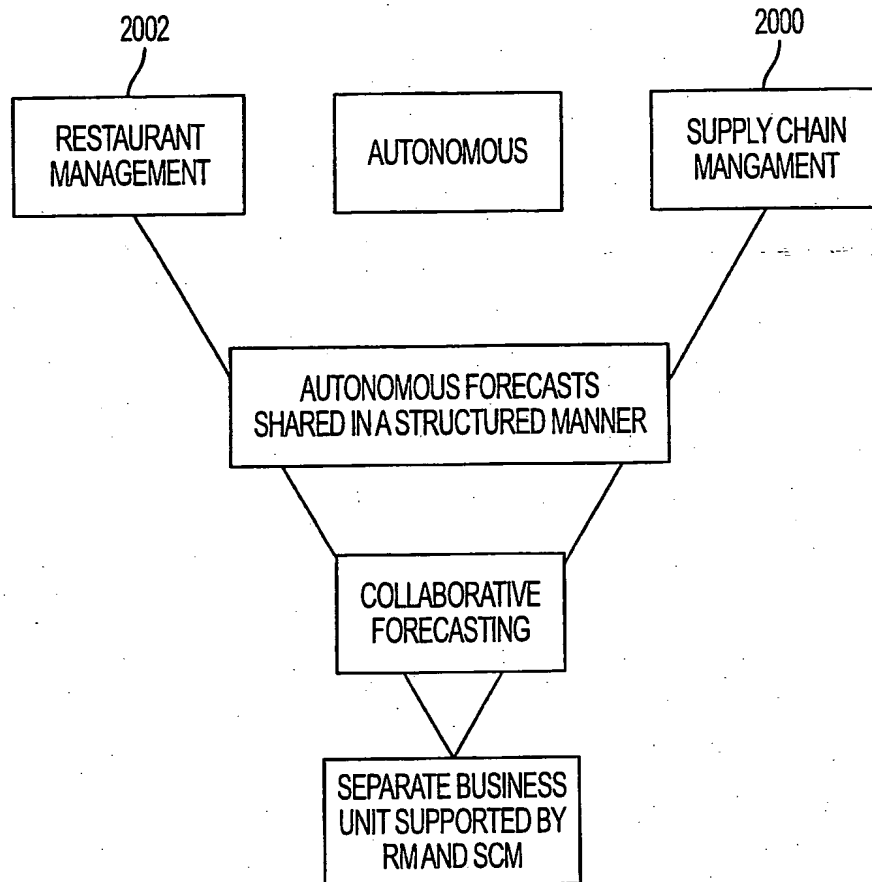 2002
2000
RESTAURANT
MANAGEMENT
AUTONOMOUS
SUPPLY CHAIN
MANGAMENT
AUTONOMOUS FORECASTS
SHARED IN A STRUCTURED MANNER
COLLABORATIVE
FORECASTING
SEPARATE BUSINESS
UNIT SUPPORTED BY
RM AND SCM